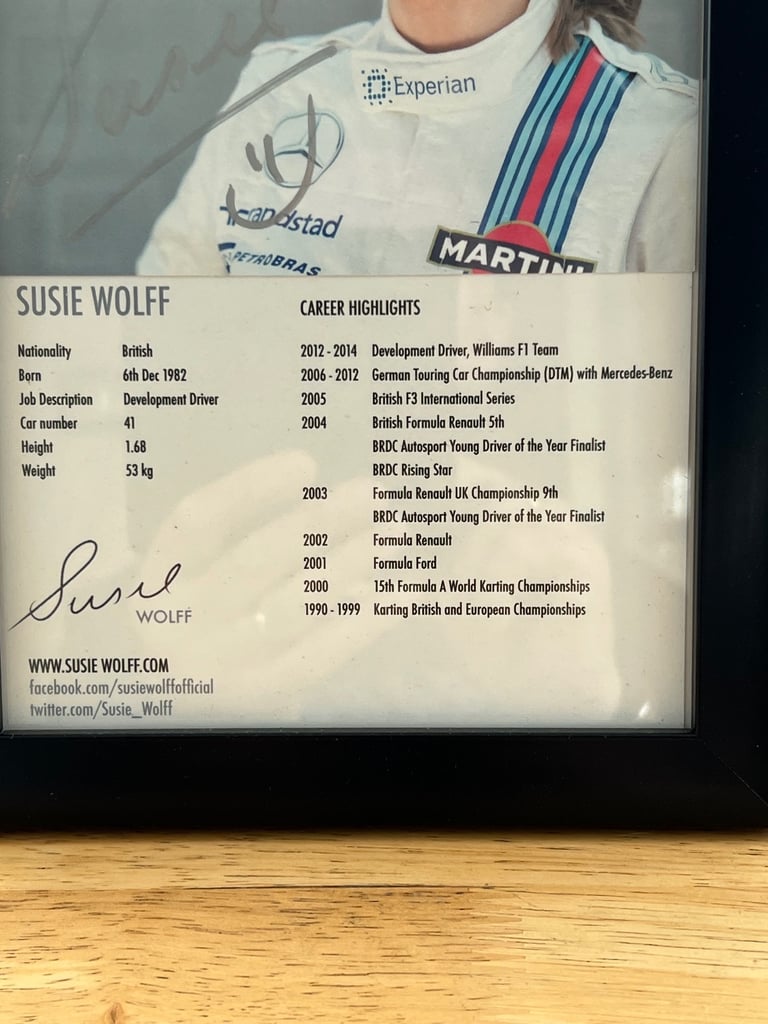 Susie
Experian
randstad
PETROBRAS
MARTINI
SUSIE WOLFF
Nationality British
Born 6th Dec 1982
Job Description Development Driver
Car number 41
Height 1.68
Weight 53 kg
Susie
WOLFF
WWW.SUSIE WOLFF.COM
facebook.com/susiewolffofficial
twitter.com/Susie_Wolff
CAREER HIGHLIGHTS
2012 - 2014 Development Driver, Williams F1 Team
2006 - 2012 German Touring Car Championship (DTM) with Mercedes-Benz
2005 British F3 International Series
2004 British Formula Renault 5th
BRDC Autosport Young Driver of the Year Finalist
BRDC Rising Star
2003 Formula Renault UK Championship 9th
BRDC Autosport Young Driver of the Year Finalist
2002 Formula Renault
2001 Formula Ford
2000 15th Formula A World Karting Championships
1990 - 1999 Karting British and European Championships